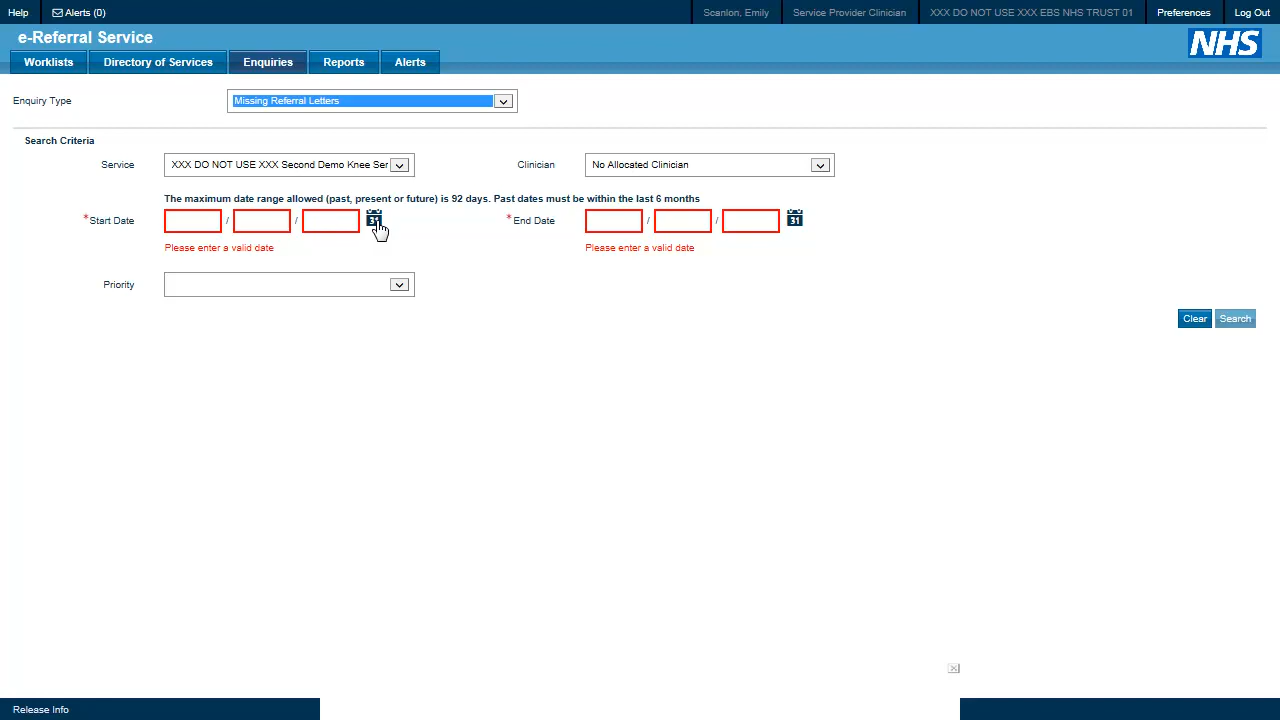 Help Alerts (0) Scanlon, Emily Service Provider Clinician XXX DO NOT USE XXX EBS NHS TRUST 01 Preferences Log Out
e-Referral Service NHS
Worklists Directory of Services Enquiries Reports Alerts
Enquiry Type Missing Referral Letters
Search Criteria
Service XXX DO NOT USE XXX Second Demo Knee Ser Clinician No Allocated Clinician
The maximum date range allowed (past, present or future) is 92 days. Past dates must be within the last 6 months
*Start Date / / 31 *End Date / / 31
Please enter a valid date Please enter a valid date
Priority
Clear Search
Release Info